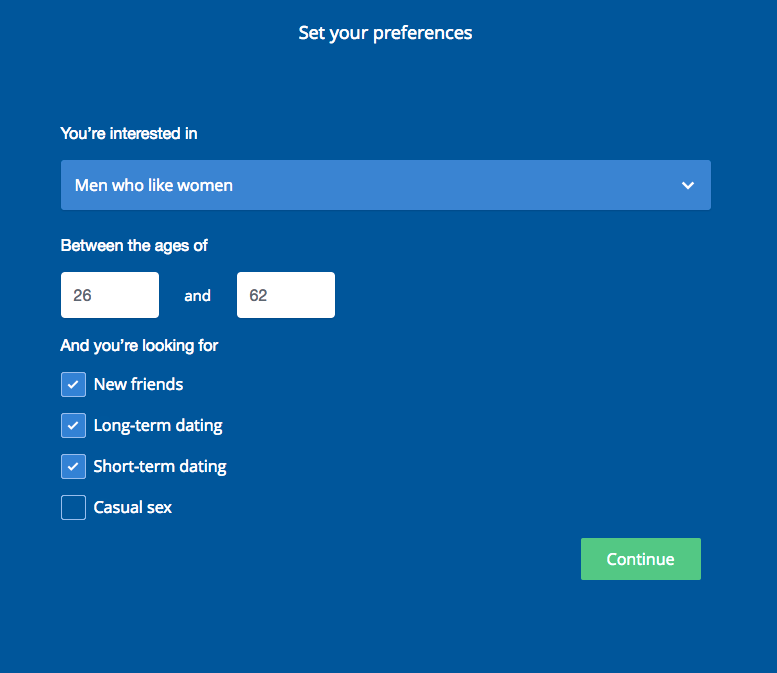 Set your preferences
You’re interested in
Men who like women
Between the ages of
26 and 62
And you’re looking for
New friends
Long-term dating
Short-term dating
Casual sex
Continue